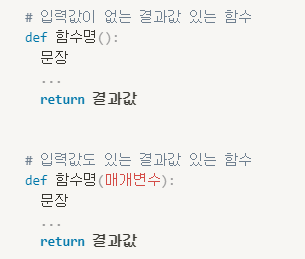 # 입력값이 없는 결과값 있는 함수
def 함수명():
문장
...
return 결과값
# 입력값도 있는 결과값 있는 함수
def 함수명(매개변수):
문장
...
return 결과값